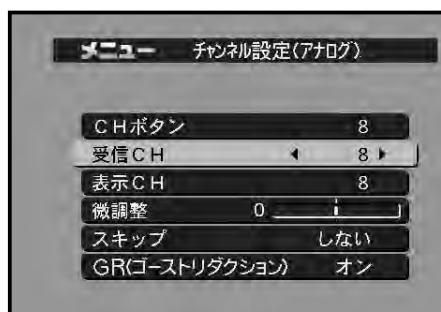 メニュー チャンネル設定(アナログ)
CHボタン 8
受信CH 8
表示CH 8
微調整 0
スキップ しない
GR(ゴーストリダクション) オン